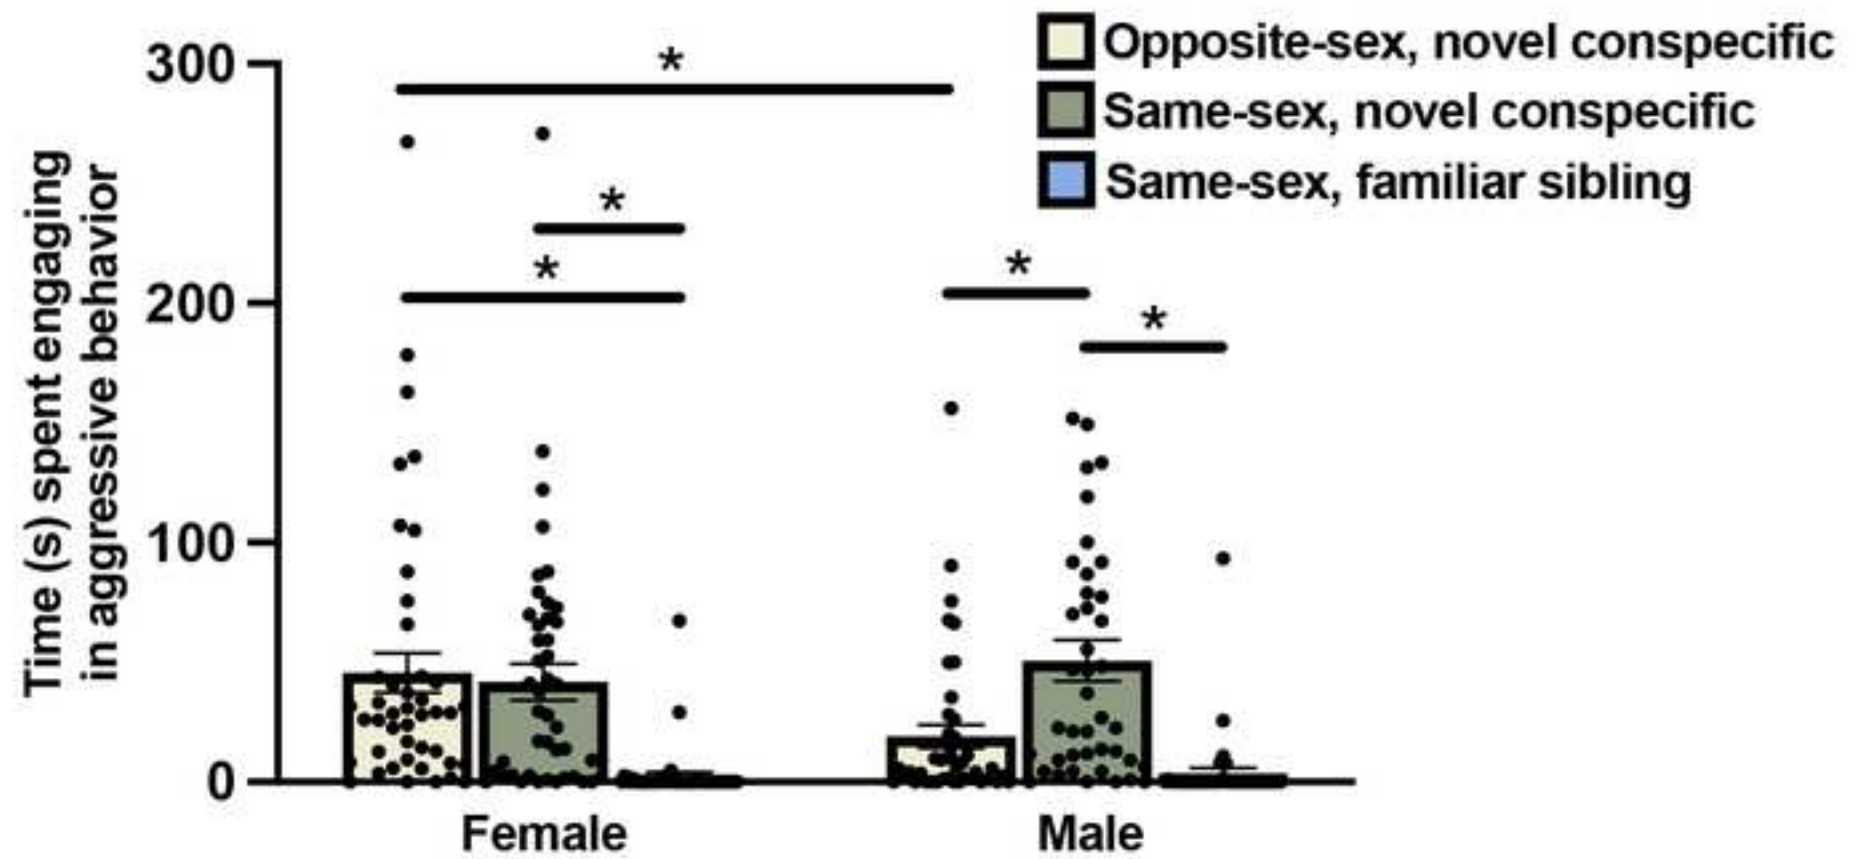 Opposite-sex, novel conspecific
Same-sex, novel conspecific
Same-sex, familiar sibling
Time (s) spent engaging
in aggressive behavior
300
200
100
0
*
*
*
*
*
Female
Male